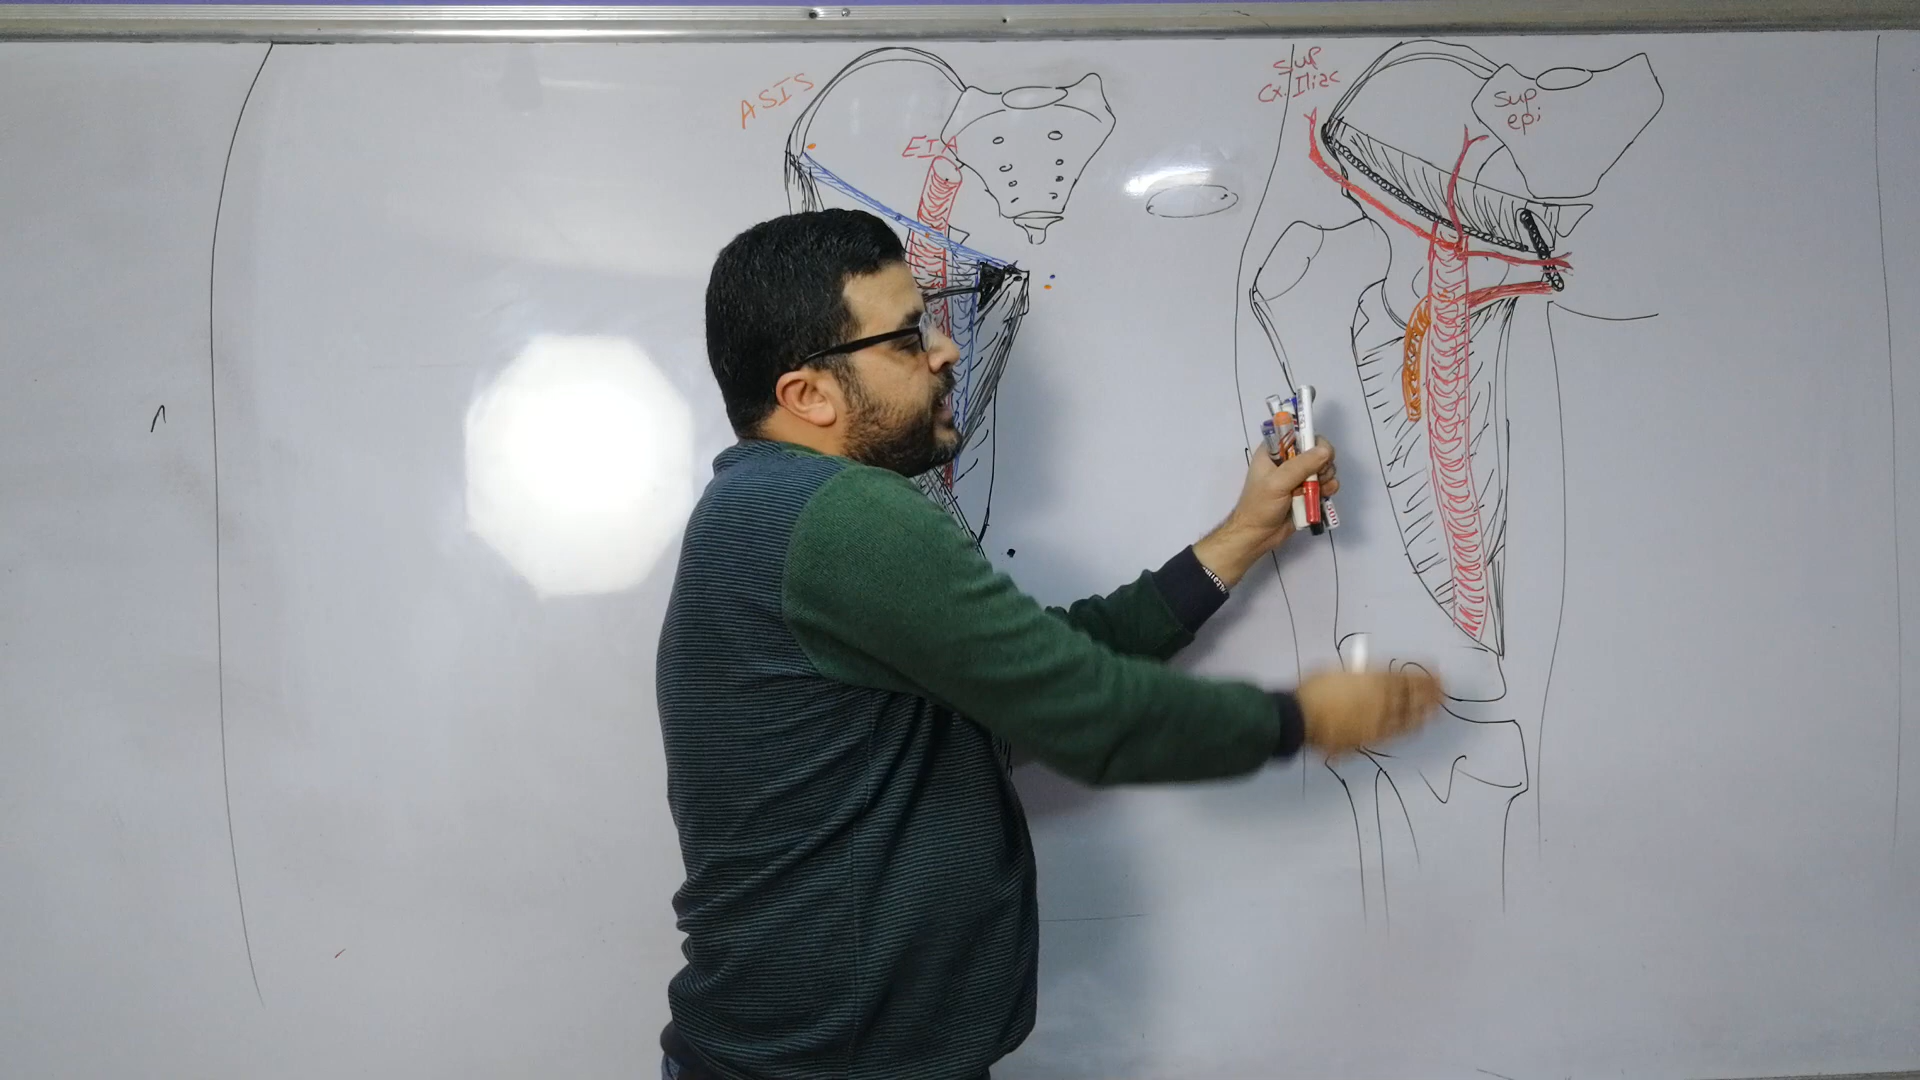 ASIS
EIA
Sup
Cx. Iliac
Sup
epi